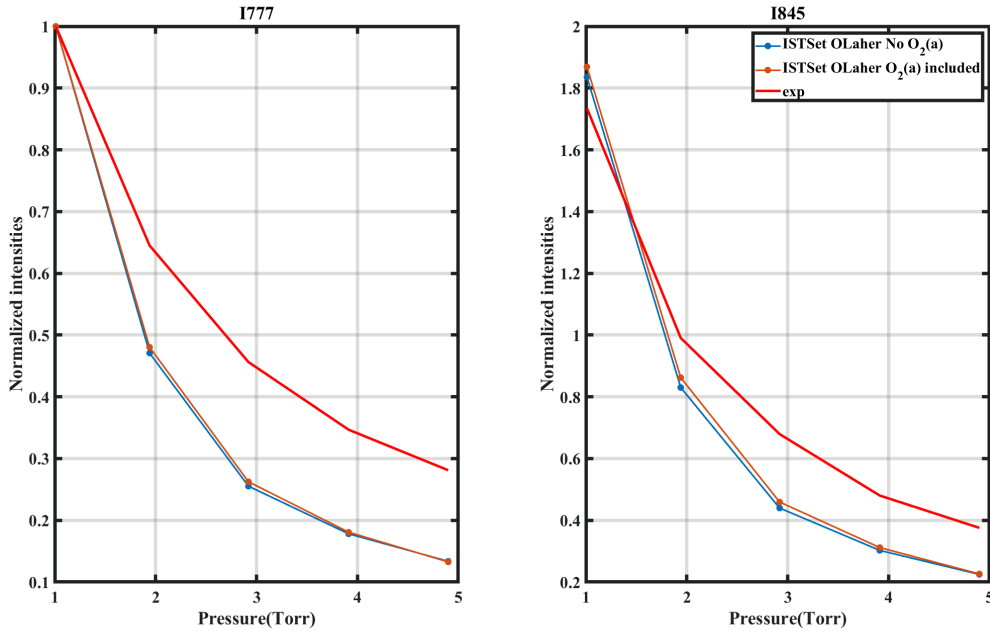 I777
1
0.9
0.8
0.7
0.6
0.5
0.4
0.3
0.2
0.1
Normalized intensities
1 2 3 4 5
Pressure(Torr)
I845
2
1.8
1.6
1.4
1.2
1
0.8
0.6
0.4
0.2
Normalized intensities
1 2 3 4 5
Pressure(Torr)
ISTSet OLaher No O2(a)
ISTSet OLaher O2(a) included
exp